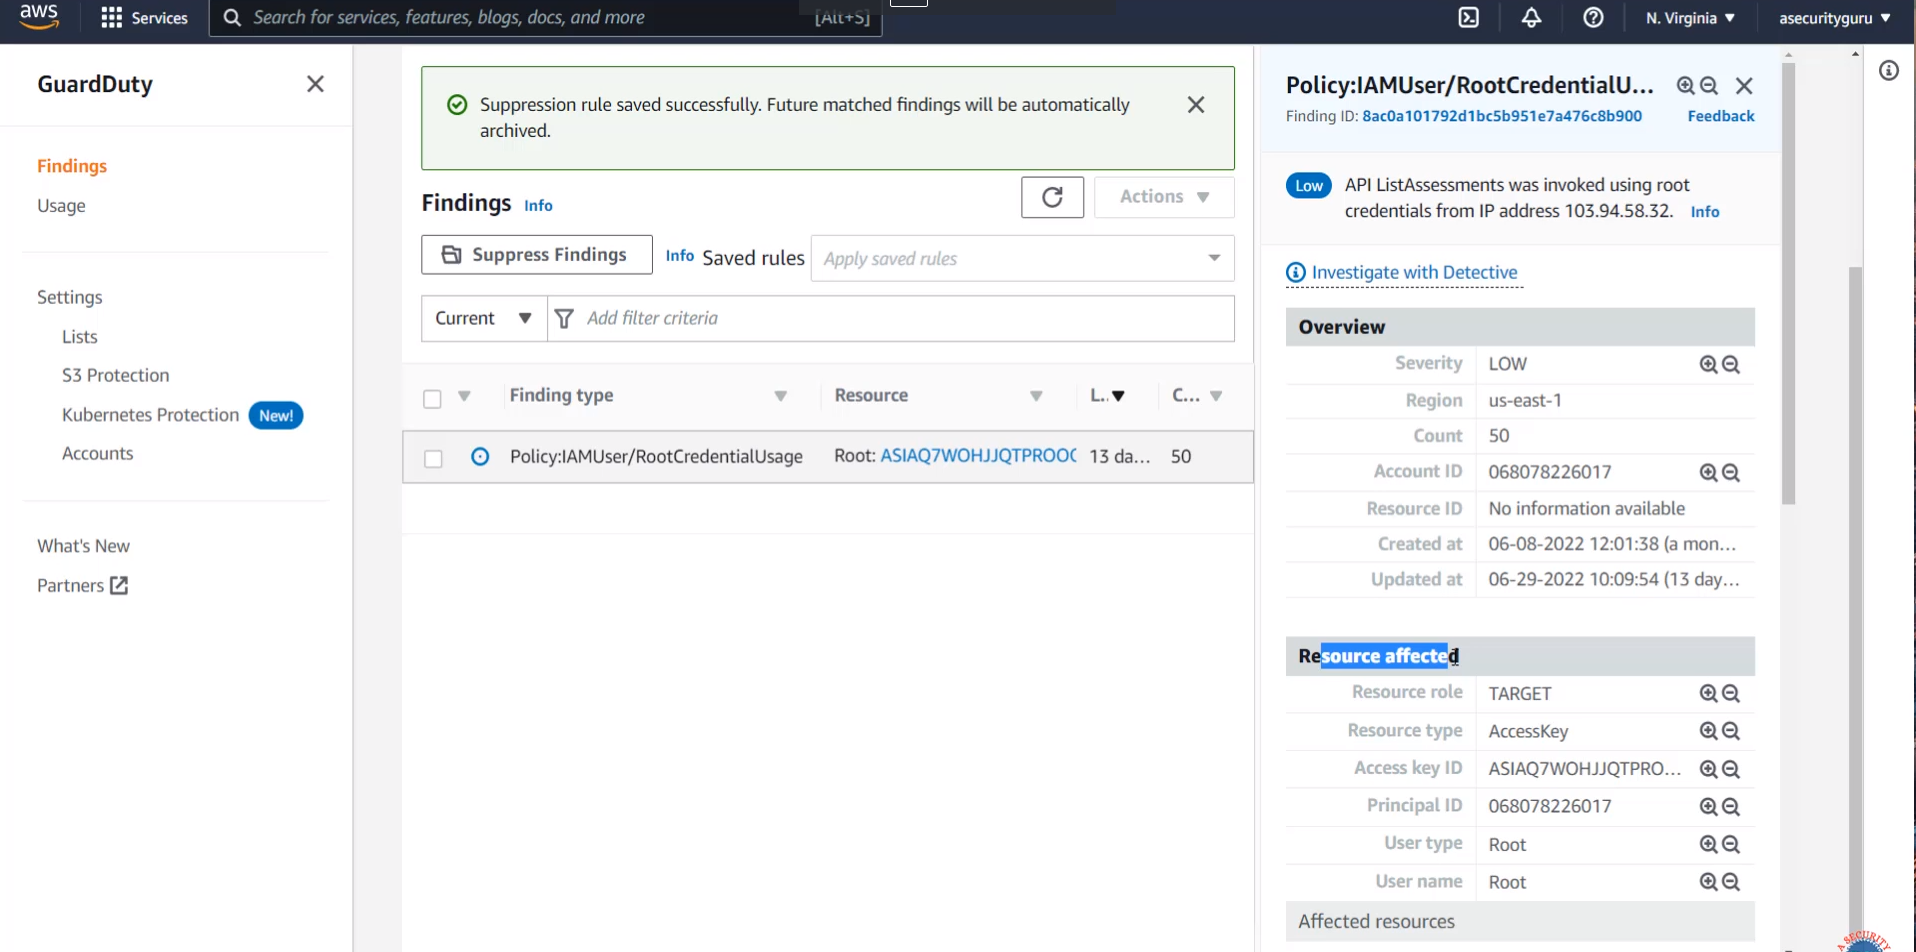 aws
Services
Search for services, features, blogs, docs, and more
[Alt+S]
N. Virginia
asecurityguru
GuardDuty
Findings
Usage
Settings
Lists
S3 Protection
Kubernetes Protection New!
Accounts
What's New
Partners
Suppression rule saved successfully. Future matched findings will be automatically
archived.
Findings Info
Actions
Suppress Findings Info Saved rules Apply saved rules
Current Add filter criteria
Finding type Resource L.. C...
Policy:IAMUser/RootCredentialUsage Root: ASIAQ7WOHJJQTPROO 13 da... 50
Policy:IAMUser/RootCredentialU...
Finding ID: 8ac0a101792d1bc5b951e7a476c8b900 Feedback
Low API ListAssessments was invoked using root
credentials from IP address 103.94.58.32. Info
Investigate with Detective
Overview
Severity LOW
Region us-east-1
Count 50
Account ID 068078226017
Resource ID No information available
Created at 06-08-2022 12:01:38 (a mon...
Updated at 06-29-2022 10:09:54 (13 day...
Resource affected
Resource role TARGET
Resource type AccessKey
Access key ID ASIAQ7WOHJJQTPRO...
Principal ID 068078226017
User type Root
User name Root
Affected resources
A SECURITY